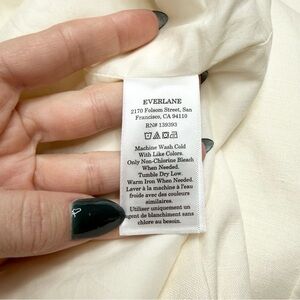 EVERLANE
2170 Folsom Street, San
Francisco, CA 94110
RN# 139393
Machine Wash Cold
With Like Colors.
Only Non-Chlorine Bleach
When Needed.
Tumble Dry Low.
Warm Iron When Needed.
Laver à la machine à l'eau
froide avec des couleurs
similaires.
Utiliser uniquement un
agent de blanchiment sans
chlore au besoin.